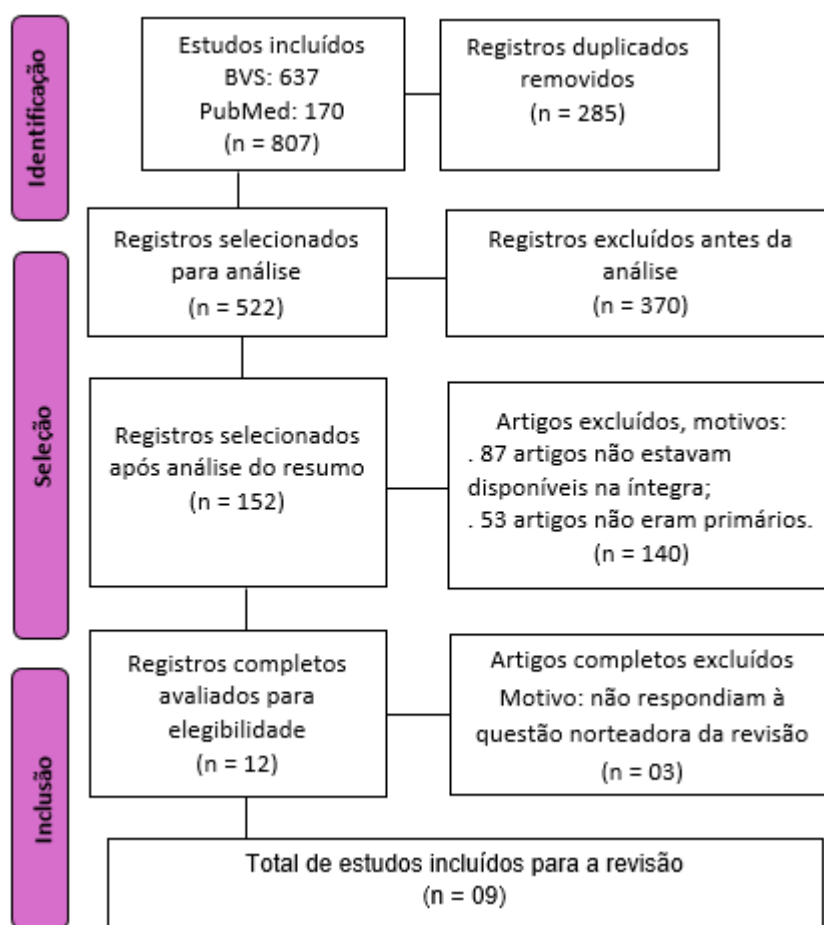 Identificação
Estudos incluídos
BVS: 637
PubMed: 170
(n = 807)
Registros duplicados
removidos
(n = 285)
Seleção
Registros selecionados
para análise
(n = 522)
Registros excluídos antes da
análise
(n = 370)
Registros selecionados
após análise do resumo
(n = 152)
Artigos excluídos, motivos:
. 87 artigos não estavam
disponíveis na íntegra;
. 53 artigos não eram primários.
(n = 140)
Inclusão
Registros completos
avaliados para
elegibilidade
(n = 12)
Artigos completos excluídos
Motivo: não respondiam à
questão norteadora da revisão
(n = 03)
Total de estudos incluídos para a revisão
(n = 09)